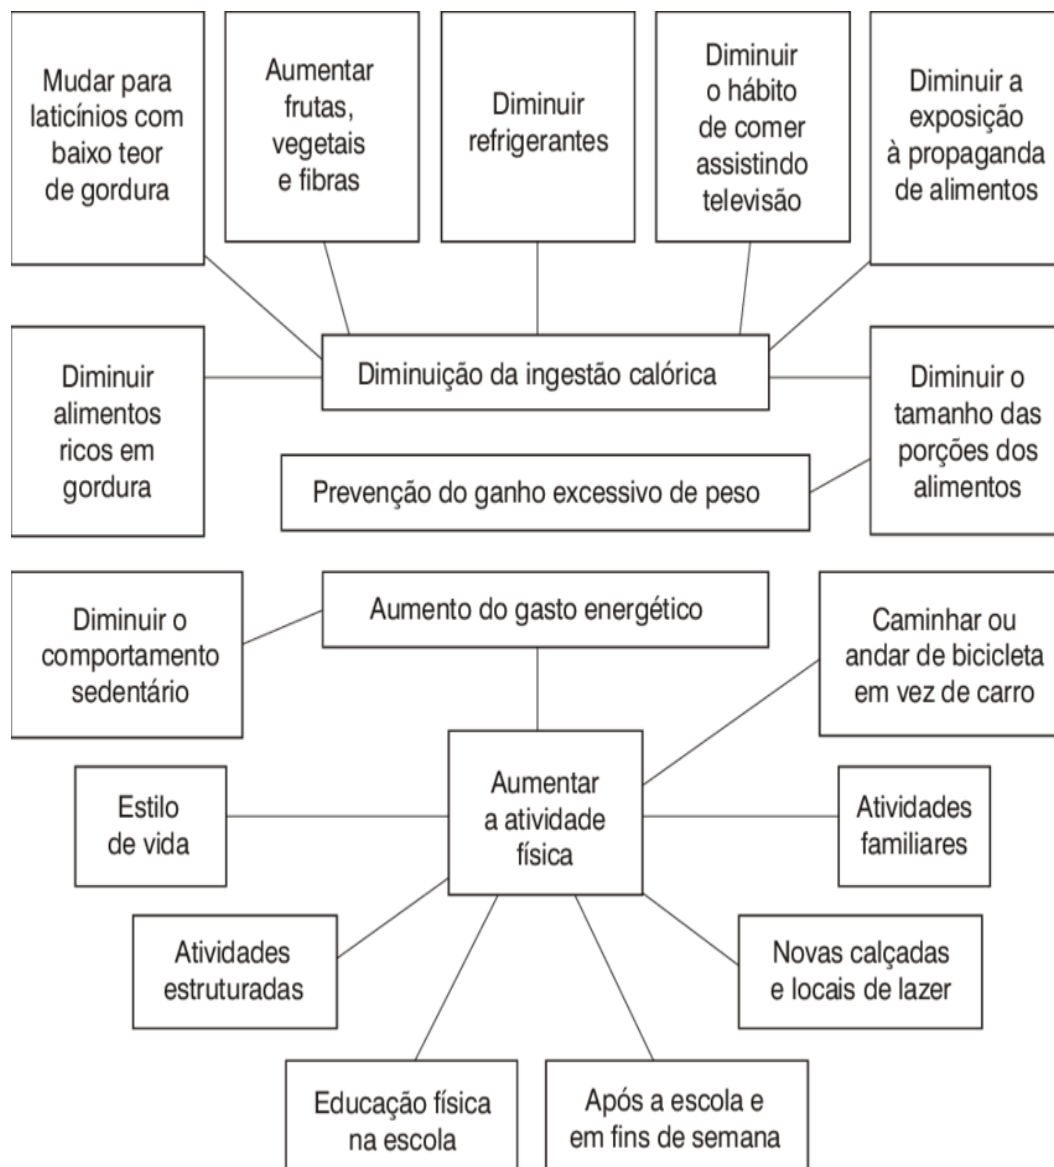 Mudar para
laticínios com
baixo teor
de gordura
Aumentar
frutas,
vegetais
e fibras
Diminuir
refrigerantes
Diminuir
o hábito
de comer
assistindo
televisão
Diminuir a
exposição
à propaganda
de alimentos
Diminuir
alimentos
ricos em
gordura
Diminuição da ingestão calórica
Diminuir o
tamanho das
porções dos
alimentos
Prevenção do ganho excessivo de peso
Diminuir o
comportamento
sedentário
Aumento do gasto energético
Caminhar ou
andar de bicicleta
em vez de carro
Aumentar
a atividade
física
Estilo
de vida
Atividades
familiares
Atividades
estruturadas
Novas calçadas
e locais de lazer
Educação física
na escola
Após a escola e
em fins de semana